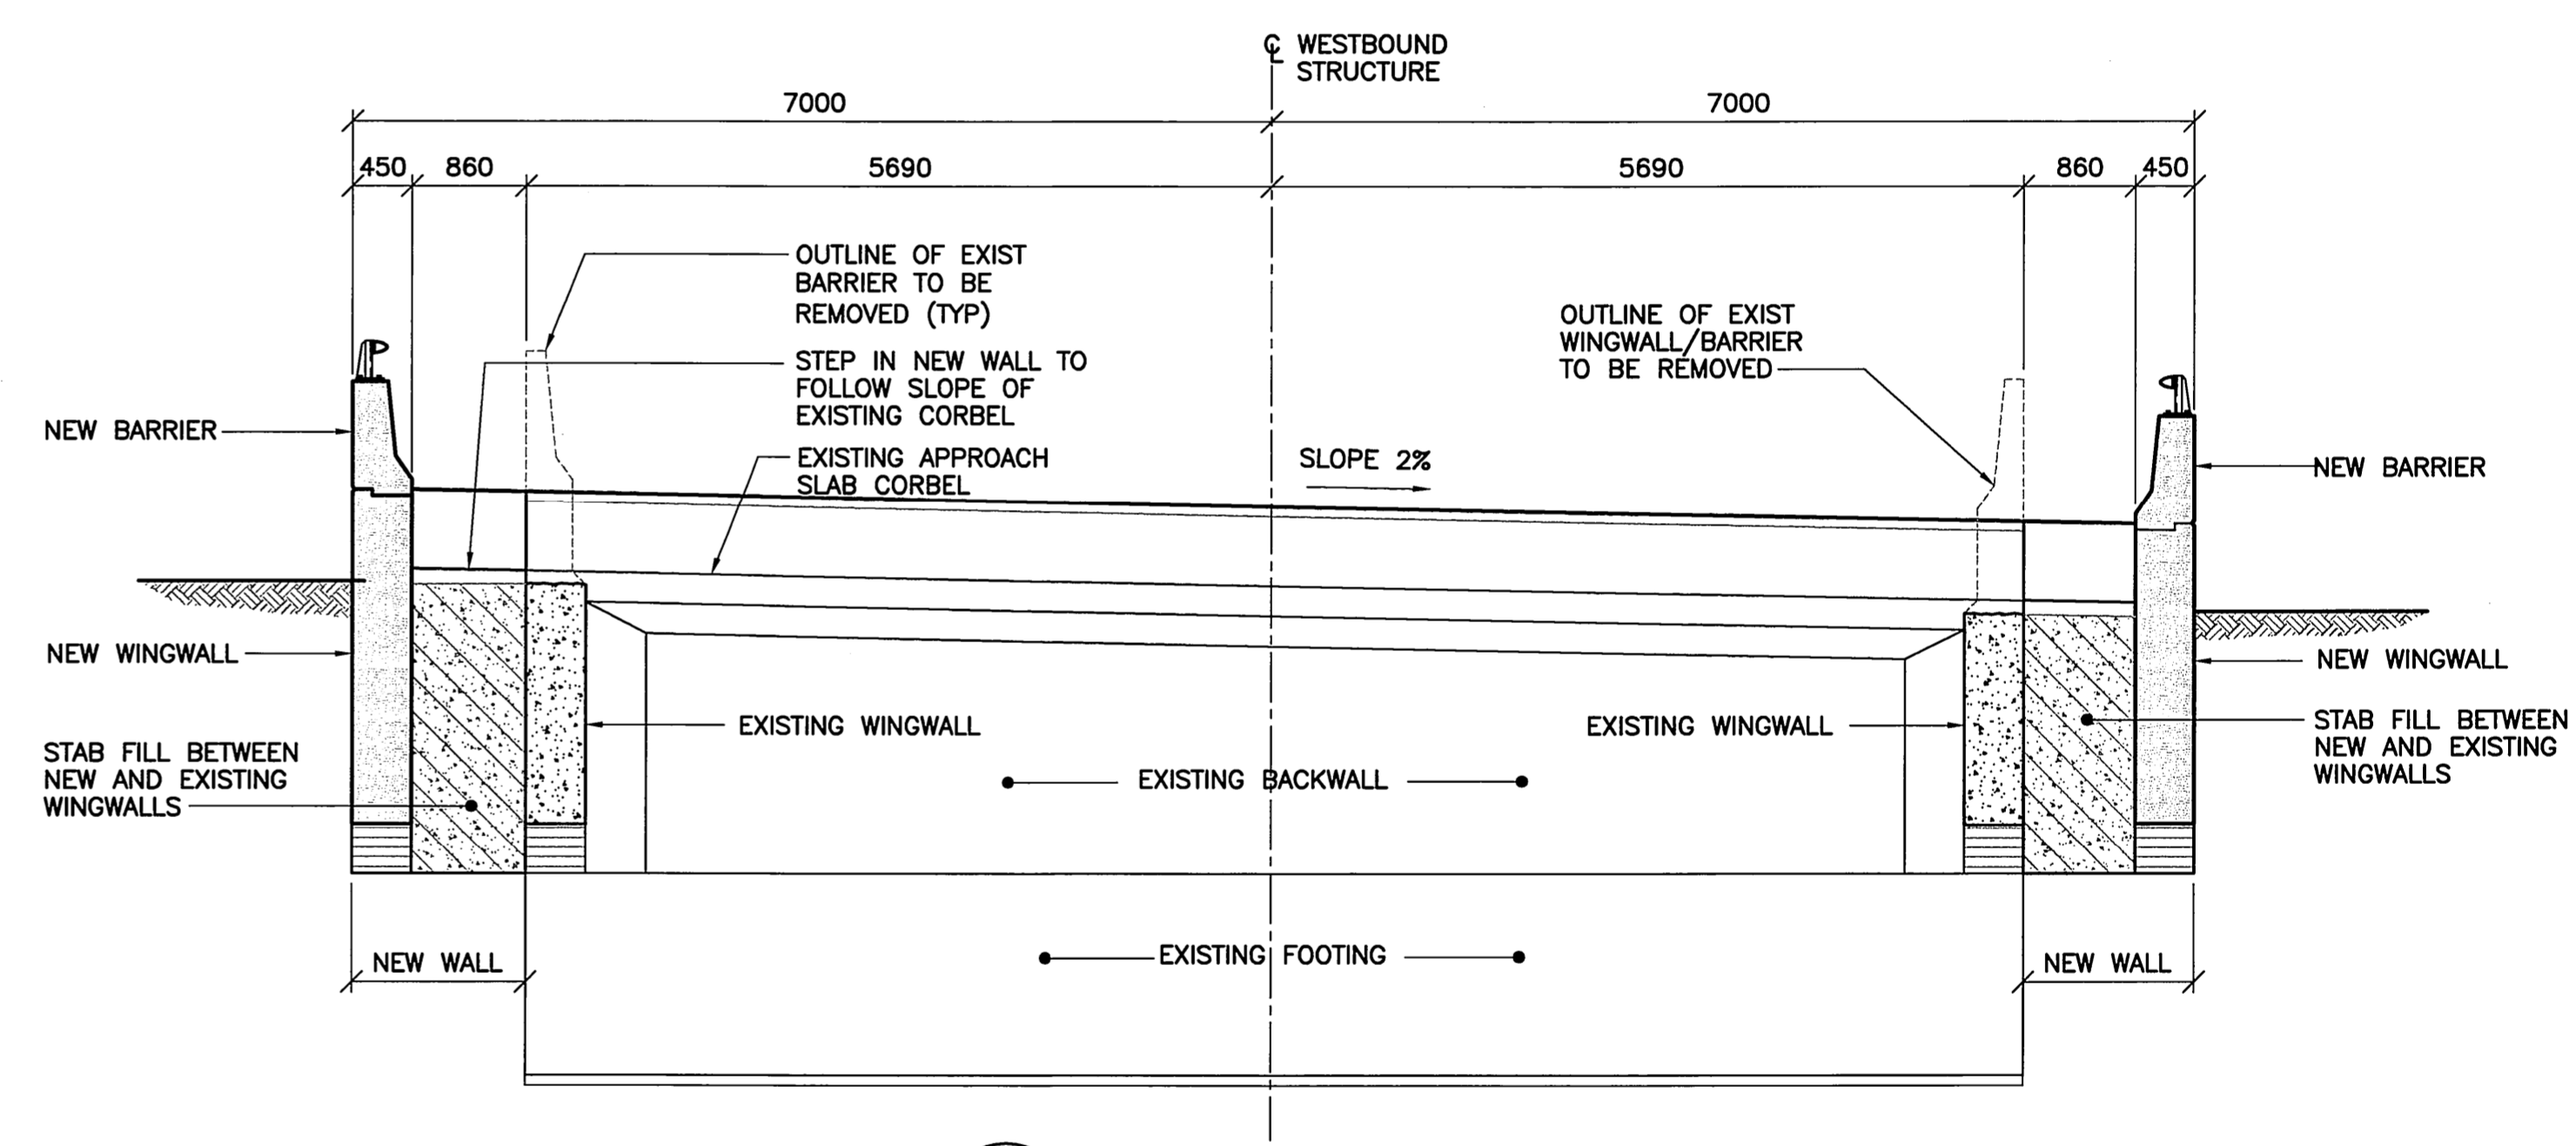 ℄ WESTBOUND
STRUCTURE
7000
7000
450
860
5690
5690
860
450
OUTLINE OF EXIST
BARRIER TO BE
REMOVED (TYP)
STEP IN NEW WALL TO
FOLLOW SLOPE OF
EXISTING CORBEL
EXISTING APPROACH
SLAB CORBEL
OUTLINE OF EXIST
WINGWALL/BARRIER
TO BE REMOVED
SLOPE 2%
NEW BARRIER
NEW BARRIER
NEW WINGWALL
NEW WINGWALL
EXISTING WINGWALL
EXISTING WINGWALL
STAB FILL BETWEEN
NEW AND EXISTING
WINGWALLS
STAB FILL BETWEEN
NEW AND EXISTING
WINGWALLS
EXISTING BACKWALL
EXISTING FOOTING
NEW WALL
NEW WALL